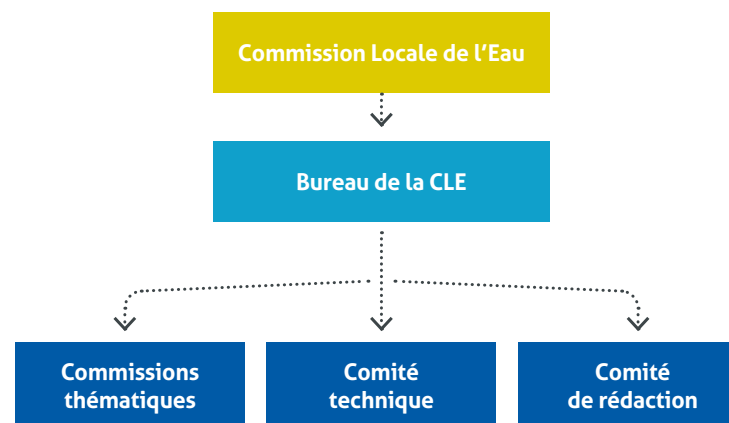 Commission Locale de l’Eau
Bureau de la CLE
Commissions
thématiques
Comité
technique
Comité
de rédaction